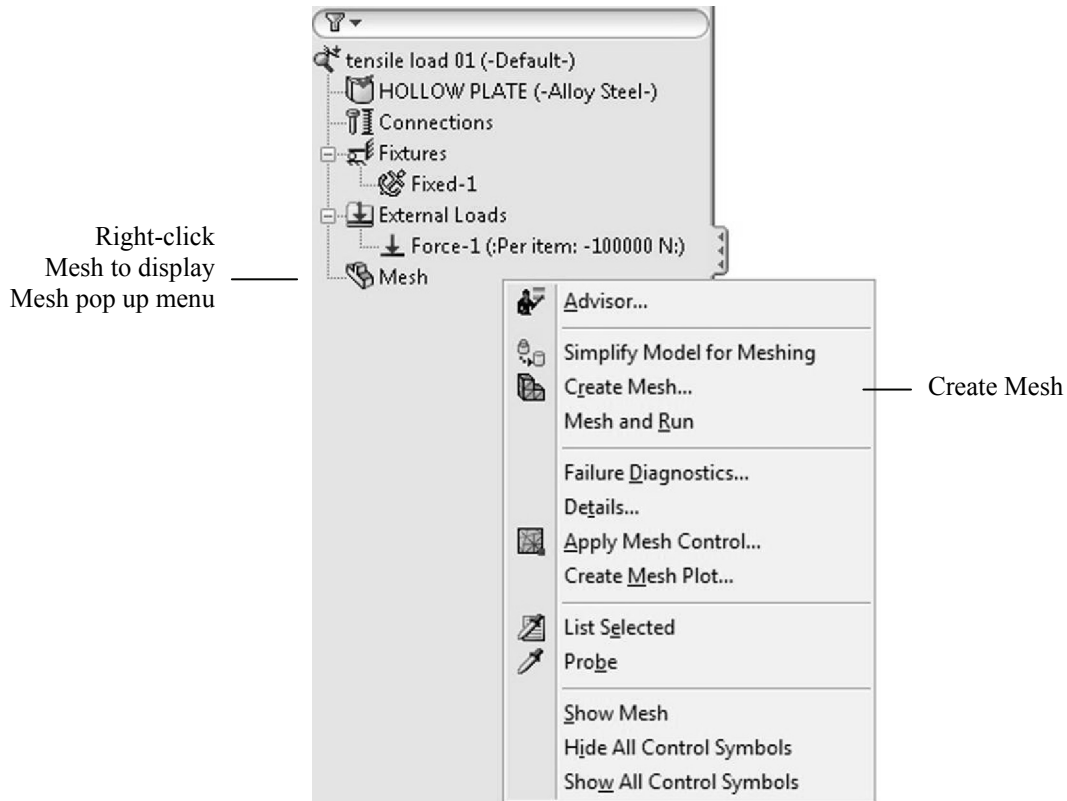 tensile load 01 (-Default-)
HOLLOW PLATE (-Alloy Steel-)
Connections
Fixtures
Fixed-1
External Loads
Force-1 (:Per item: -100000 N:)
Mesh
Right-click
Mesh to display
Mesh pop up menu
Advisor...
Simplify Model for Meshing
Create Mesh...
Mesh and Run
Failure Diagnostics...
Details...
Apply Mesh Control...
Create Mesh Plot...
List Selected
Probe
Show Mesh
Hide All Control Symbols
Show All Control Symbols
Create Mesh